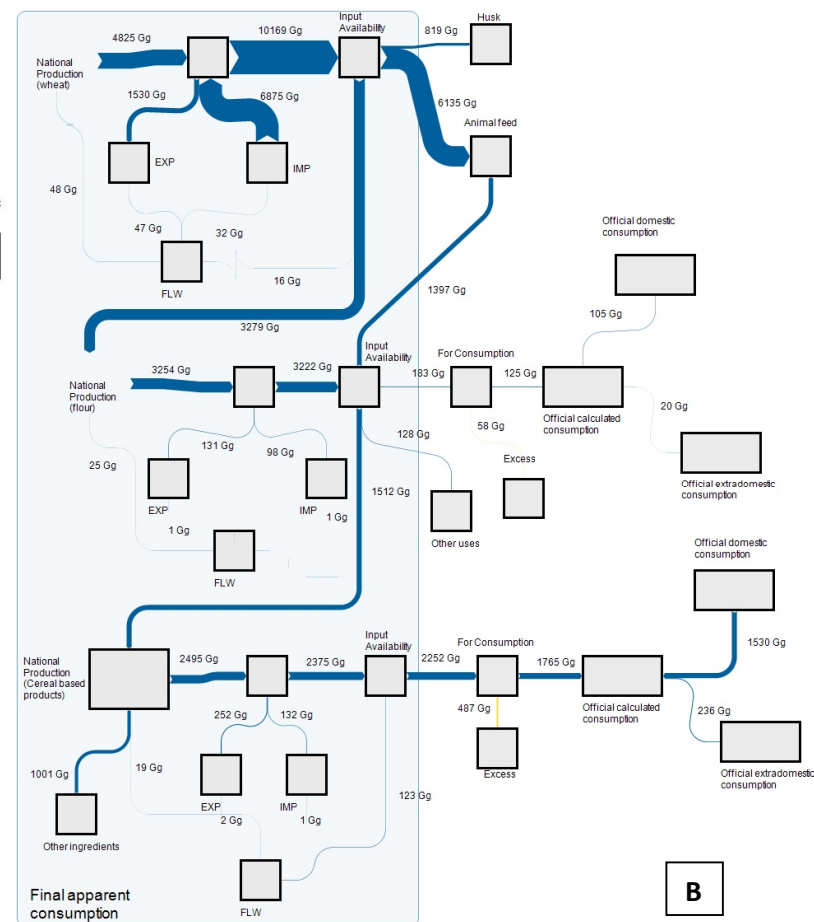 4825 Gg
10169 Gg
Input
Availability
819 Gg
Husk
National
Production
(wheat)
1530 Gg
6875 Gg
6135 Gg
Animal feed
EXP
IMP
48 Gg
47 Gg
32 Gg
16 Gg
FLW
Official domestic
consumption
1397 Gg
105 Gg
3279 Gg
National
Production
(flour)
3254 Gg
3222 Gg
Input
Availability
183 Gg
For Consumption
125 Gg
Official calculated
consumption
20 Gg
58 Gg
Excess
131 Gg
98 Gg
128 Gg
25 Gg
EXP
IMP
1512 Gg
1 Gg
1 Gg
FLW
Other uses
Official extradomestic
consumption
Official domestic
consumption
National
Production
(Cereal based
products)
2495 Gg
2375 Gg
Input
Availability
2252 Gg
For Consumption
1765 Gg
1530 Gg
Official calculated
consumption
252 Gg
132 Gg
487 Gg
236 Gg
Excess
Official extradomestic
consumption
1001 Gg
19 Gg
EXP
IMP
123 Gg
2 Gg
1 Gg
Other ingredients
FLW
Final apparent
consumption
B